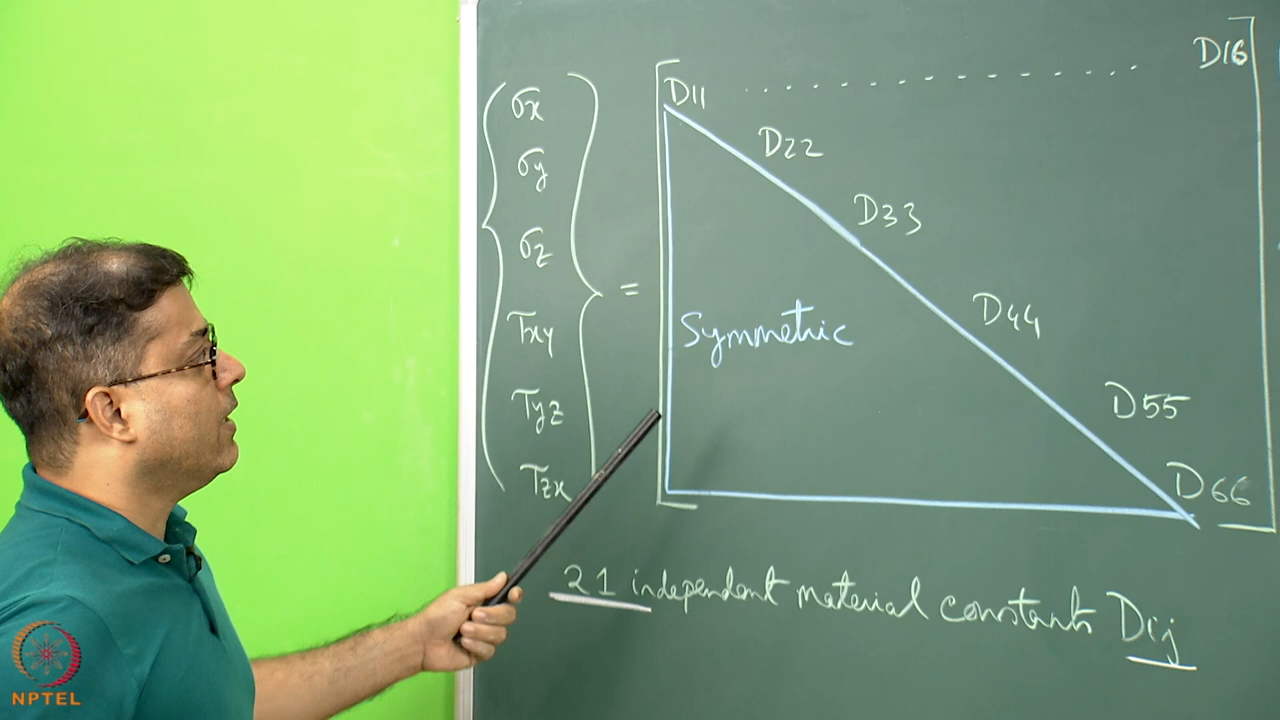 D11 . . . . . . . . . . D16
σx
σy
σz
τxy
τyz
τzx
=
D22
D33
D44
D55
D66
Symmetric
21 independent material constants Dij
NPTEL